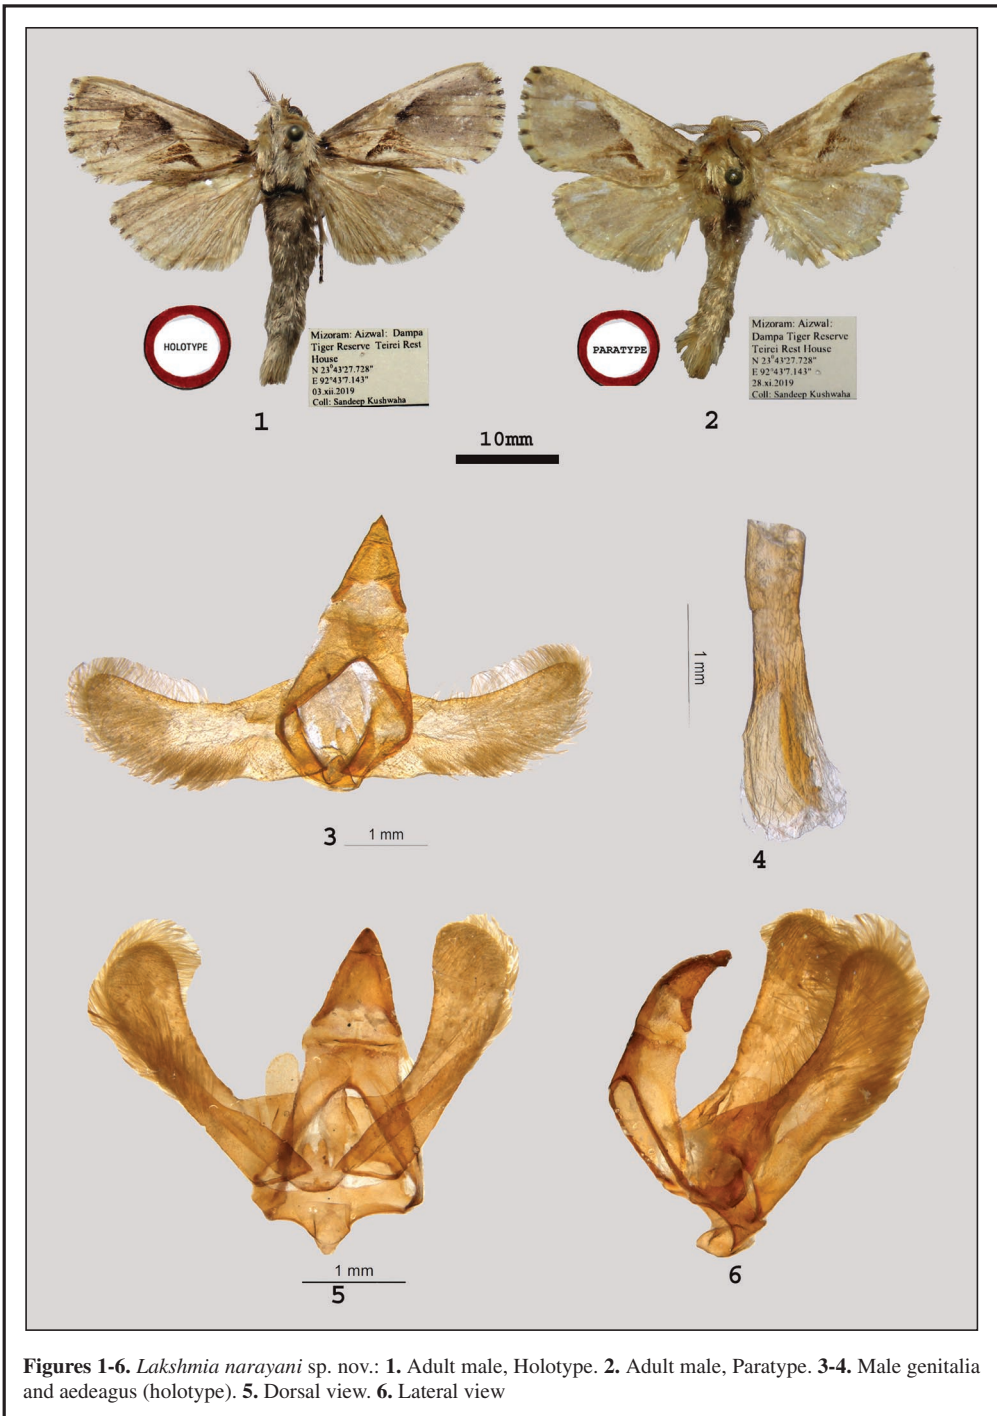 HOLOTYPE
Mizoram: Aizwal: Dampa
Tiger Reserve Teirei Rest
House
N 23⁰43'27.728"
E 92°43'7.143"
03.xii.2019
Coll: Sandeep Kushwaha
1
PARATYPE
Mizoram: Aizwal:
Dampa Tiger Reserve
Teirei Rest House
N 23⁰43'27.728"
E 92°43'7.143"
28.xi.2019
Coll: Sandeep Kushwaha
2
10mm
3
1 mm
1 mm
4
1 mm
5
6
Figures 1-6. Lakshmia narayani sp. nov.: 1. Adult male, Holotype. 2. Adult male, Paratype. 3-4. Male genitalia
and aedeagus (holotype). 5. Dorsal view. 6. Lateral view